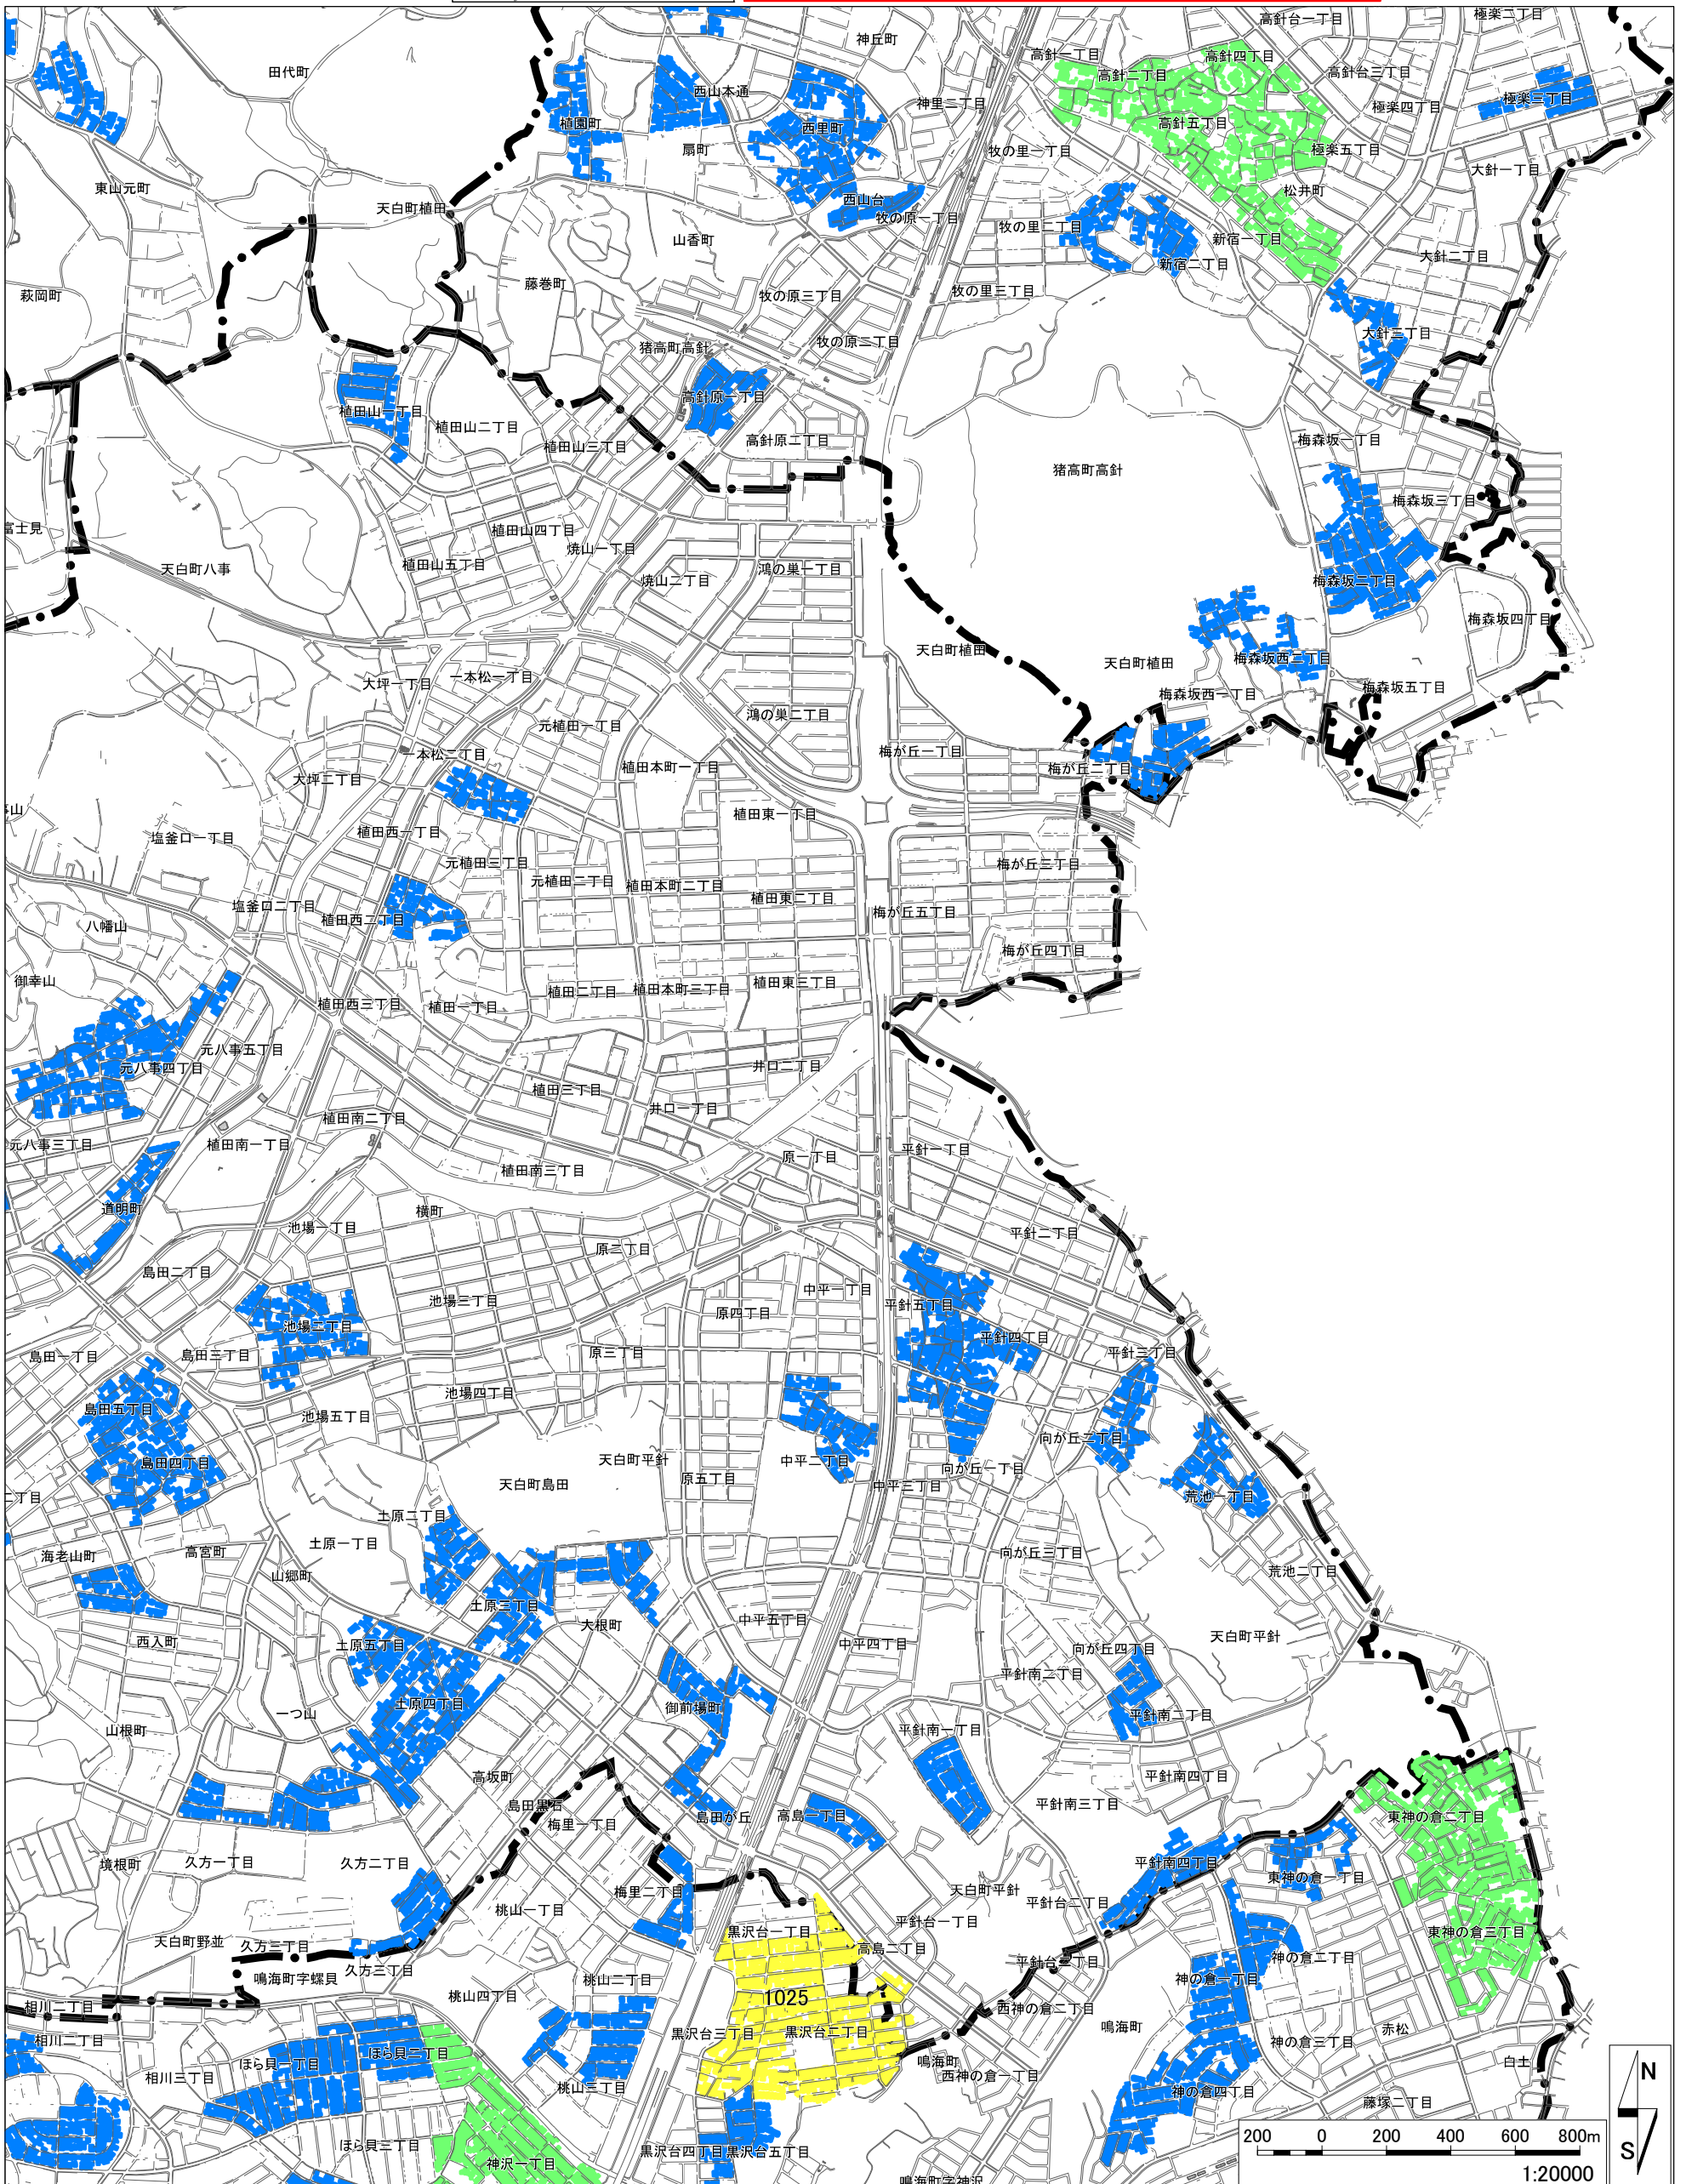 高針台一丁目
極楽二丁目
神丘町
高針一丁目
高針四丁目
田代町
高針二丁目
高針台三丁目
西山本通
神里二丁目
極楽四丁目
極楽三丁目
植園町
西里町
高針五丁目
扇町
牧の里一丁目
極楽五丁目
大針一丁目
東山元町
松井町
西山台
天白町植田
牧の原一丁目
牧の里二丁目
山香町
新宿一丁目
大針二丁目
新宿二丁目
藤巻町
萩岡町
牧の原三丁目
牧の里三丁目
大針三丁目
牧の原二丁目
猪高町高針
高針原一丁目
植田山一丁目
植田山二丁目
高針原二丁目
梅森坂一丁目
植田山三丁目
猪高町高針
梅森坂三丁目
富士見
植田山四丁目
焼山一丁目
植田山五丁目
天白町八事
鴻の巣一丁目
焼山二丁目
梅森坂二丁目
梅森坂四丁目
天白町植田
天白町植田
梅森坂西二丁目
一本松一丁目
大坪一丁目
梅森坂西一丁目
梅森坂五丁目
鴻の巣二丁目
元植田一丁目
一本松二丁目
梅が丘一丁目
植田本町一丁目
梅が丘二丁目
大坪二丁目
植田東一丁目
植田西一丁目
塩釜口一丁目
元植田三丁目
梅が丘三丁目
元植田二丁目
植田本町二丁目
植田東二丁目
塩釜口二丁目
植田西二丁目
梅が丘五丁目
八幡山
梅が丘四丁目
御幸山
植田東三丁目
植田二丁目
植田本町三丁目
植田西三丁目
植田一丁目
元八事五丁目
元八事四丁目
井口二丁目
植田三丁目
井口一丁目
植田南二丁目
元八事三丁目
植田南一丁目
平針一丁目
原一丁目
植田南三丁目
道明町
横町
池場一丁目
平針二丁目
原二丁目
島田二丁目
中平一丁目
池場三丁目
平針五丁目
原四丁目
池場二丁目
平針四丁目
島田一丁目
島田三丁目
原三丁目
平針三丁目
池場四丁目
島田五丁目
池場五丁目
向が丘二丁目
島田四丁目
天白町平針
中平二丁目
向が丘一丁目
原五丁目
天白町島田
中平三丁目
荒池一丁目
二丁目
土原二丁目
土原一丁目
高宮町
海老山町
向が丘三丁目
荒池二丁目
山郷町
土原三丁目
中平五丁目
大根町
天白町平針
西入町
土原五丁目
中平四丁目
向が丘四丁目
平針南二丁目
土原四丁目
御前場町
一つ山
平針南二丁目
山根町
平針南一丁目
高坂町
平針南四丁目
島田黒石
平針南三丁目
島田が丘
高島一丁目
東神の倉二丁目
梅里一丁目
境根町
久方一丁目
久方二丁目
平針南四丁目
東神の倉一丁目
梅里二丁目
天白町平針
平針台二丁目
桃山一丁目
平針台一丁目
黒沢台一丁目
東神の倉三丁目
天白町野並
久方三丁目
高島二丁目
神の倉二丁目
平針台二丁目
久方三丁目
鳴海町字螺貝
桃山二丁目
神の倉一丁目
1025
桃山四丁目
相川二丁目
西神の倉二丁目
鳴海町
赤松
黒沢台三丁目
黒沢台二丁目
相川二丁目
神の倉三丁目
ほら貝二丁目
ほら貝一丁目
鳴海町
白土
相川三丁目
西神の倉一丁目
桃山三丁目
神の倉四丁目
藤塚二丁目
ほら貝三丁目
黒沢台四丁目
黒沢台五丁目
神沢一丁目
鳴海町字神沢
N
S
200 0 200 400 600 800m
1:20000